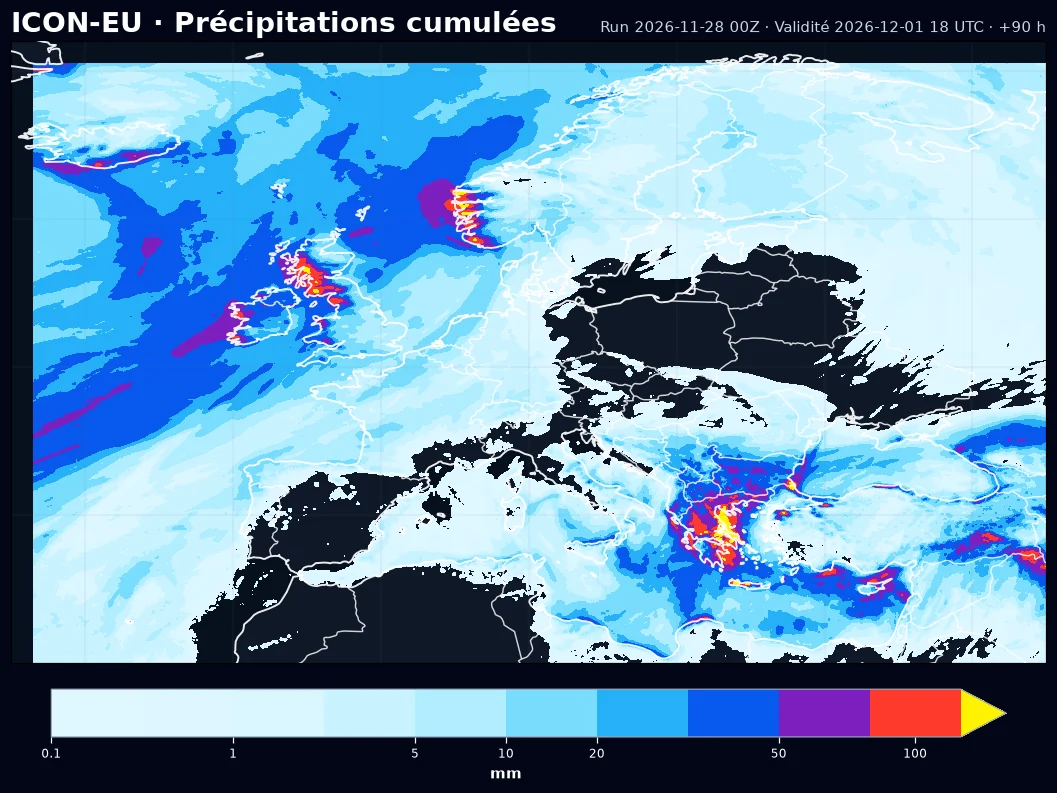 ICON-EU · Précipitations cumulées
Run 2026-11-28 00Z · Validité 2026-12-01 18 UTC · +90 h
0.1 1 5 10 20 50 100
mm